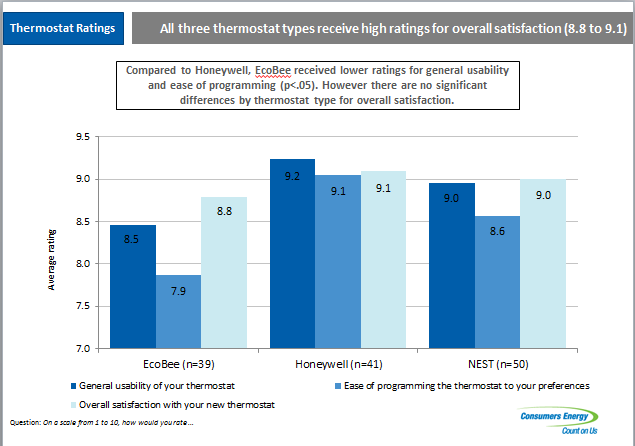 Thermostat Ratings
All three thermostat types receive high ratings for overall satisfaction (8.8 to 9.1)
Compared to Honeywell, EcoBee received lower ratings for general usability
and ease of programming (p<.05). However there are no significant
differences by thermostat type for overall satisfaction.
Average rating
9.5
9.0
8.5
8.0
7.5
7.0
8.5
7.9
8.8
9.2
9.1
9.1
9.0
8.6
9.0
EcoBee (n=39)
Honeywell (n=41)
NEST (n=50)
General usability of your thermostat
Ease of programming the thermostat to your preferences
Overall satisfaction with your new thermostat
Question: On a scale from 1 to 10, how would you rate...
Consumers Energy
Count on Us